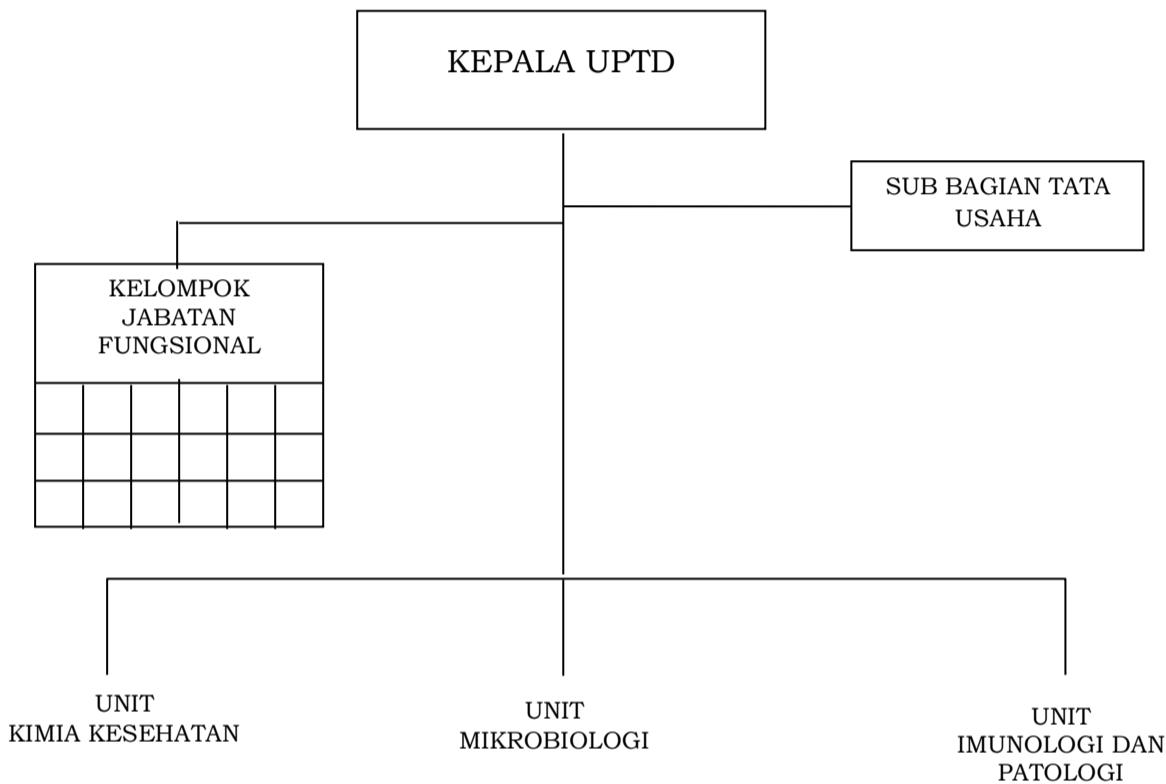 KEPALA UPTD
SUB BAGIAN TATA
USAHA
KELOMPOK
JABATAN
FUNGSIONAL
UNIT
KIMIA KESEHATAN
UNIT
MIKROBIOLOGI
UNIT
IMUNOLOGI DAN
PATOLOGI